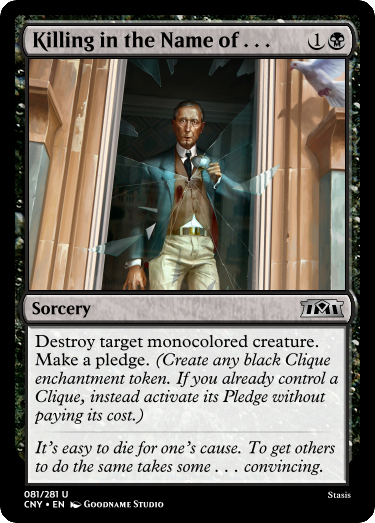 Killing in the Name of . . . 1
Sorcery
Destroy target monocolored creature.
Make a pledge. (Create any black Clique
enchantment token. If you already control a
Clique, instead activate its Pledge without
paying its cost.)
It's easy to die for one's cause. To get others
to do the same takes some . . . convincing.
081/281 U
Stasis
CNY • EN GOODNAME STUDIO